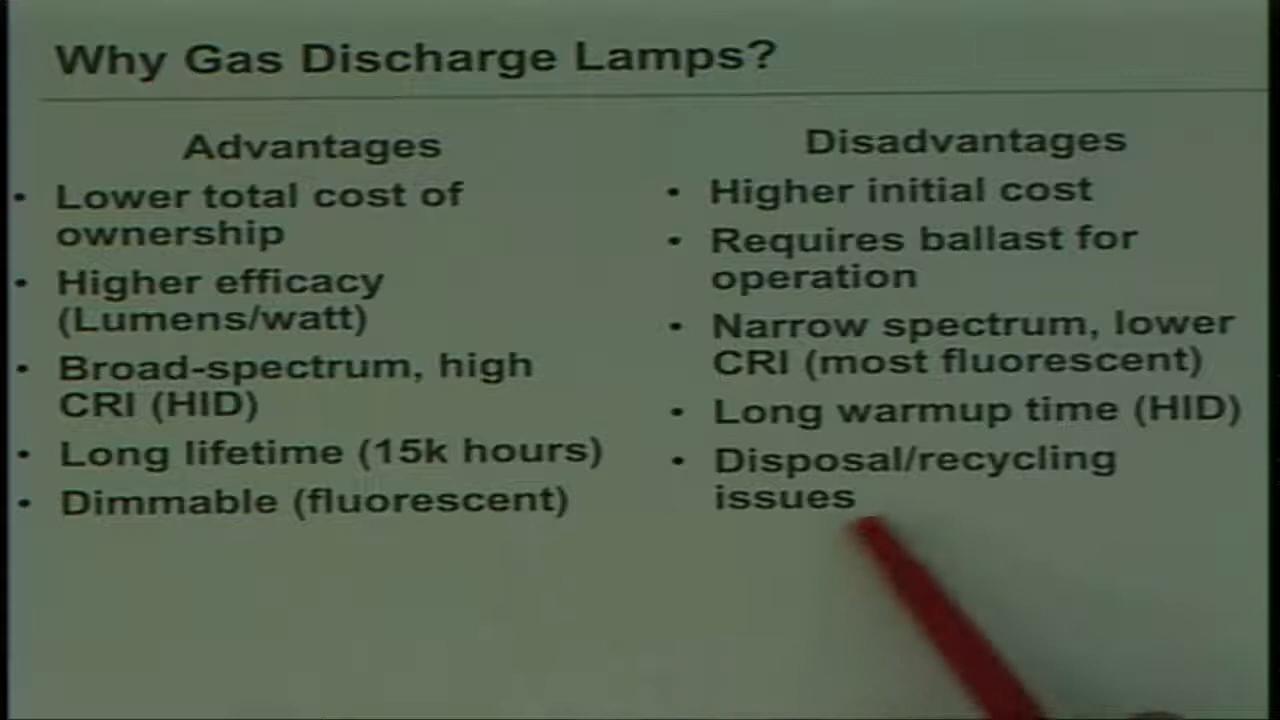 Why Gas Discharge Lamps?
Advantages
• Lower total cost of
ownership
• Higher efficacy
(Lumens/watt)
• Broad-spectrum, high
CRI (HID)
• Long lifetime (15k hours)
• Dimmable (fluorescent)
Disadvantages
• Higher initial cost
• Requires ballast for
operation
• Narrow spectrum, lower
CRI (most fluorescent)
• Long warmup time (HID)
• Disposal/recycling
issues